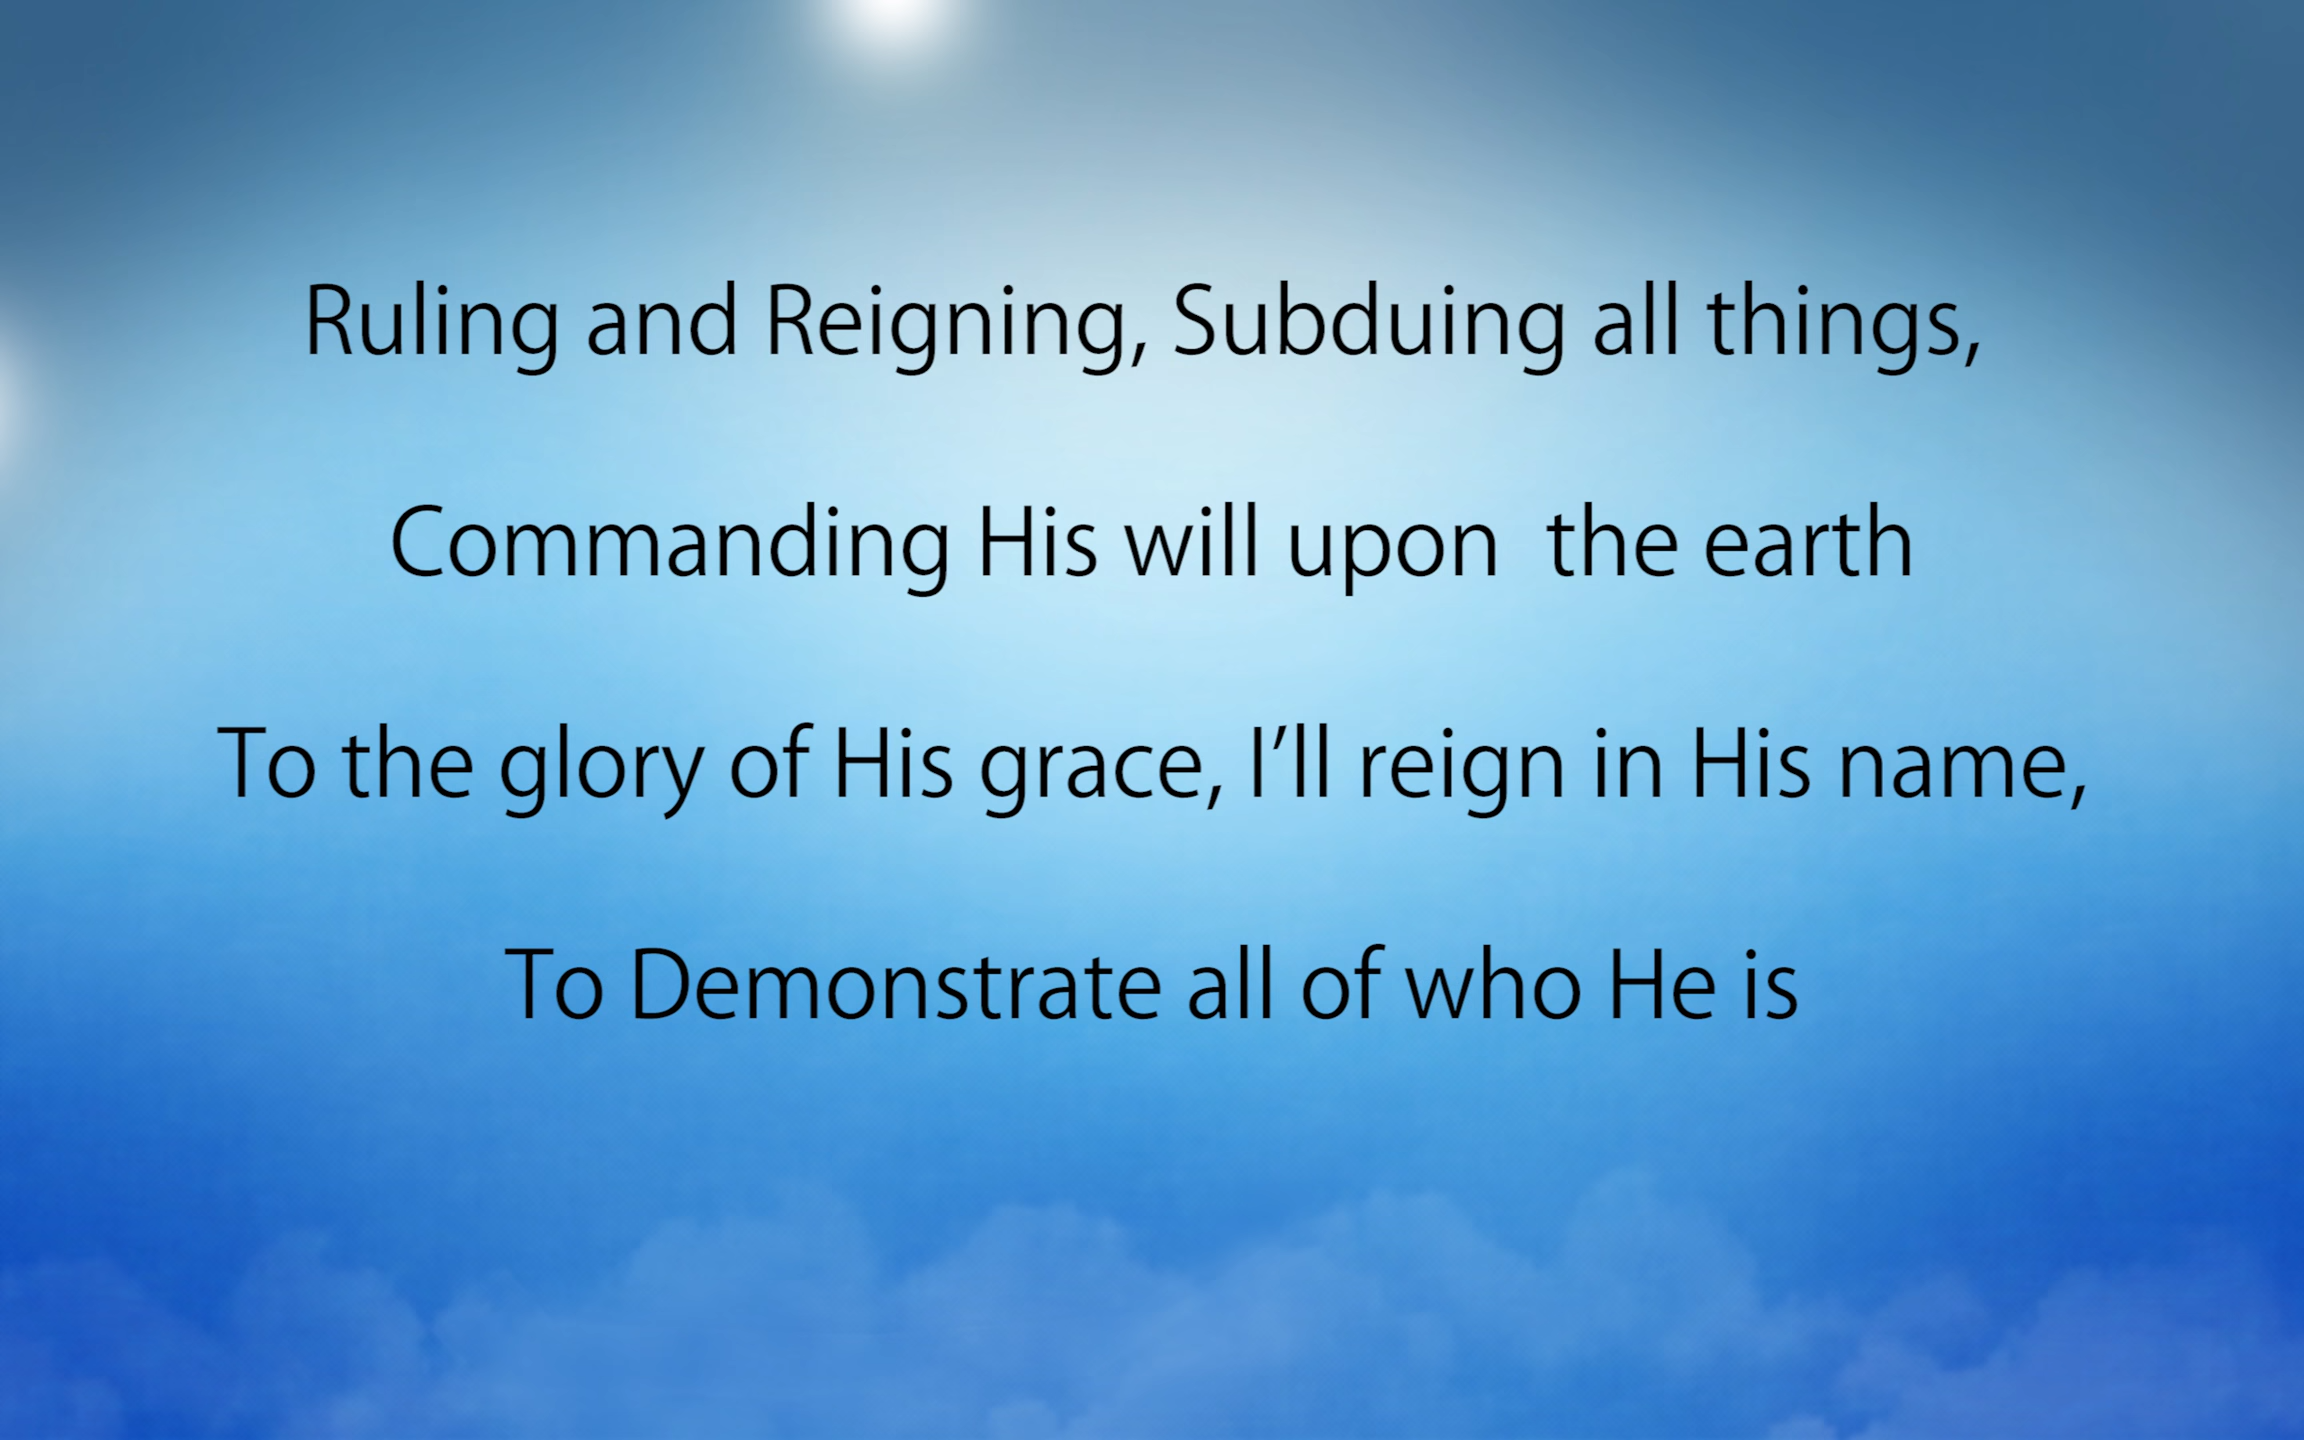 Ruling and Reigning, Subduing all things,
Commanding His will upon  the earth
To the glory of His grace, I’ll reign in His name,
To Demonstrate all of who He is